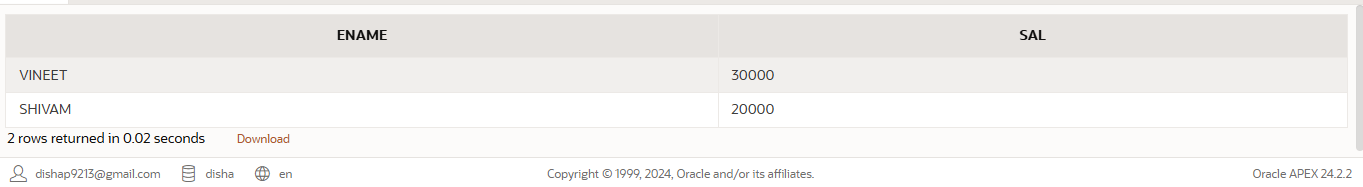 ENAME SAL
VINEET 30000
SHIVAM 20000
2 rows returned in 0.02 seconds Download
dishap9213@gmail.com disha en Copyright © 1999, 2024, Oracle and/or its affiliates. Oracle APEX 24.2.2